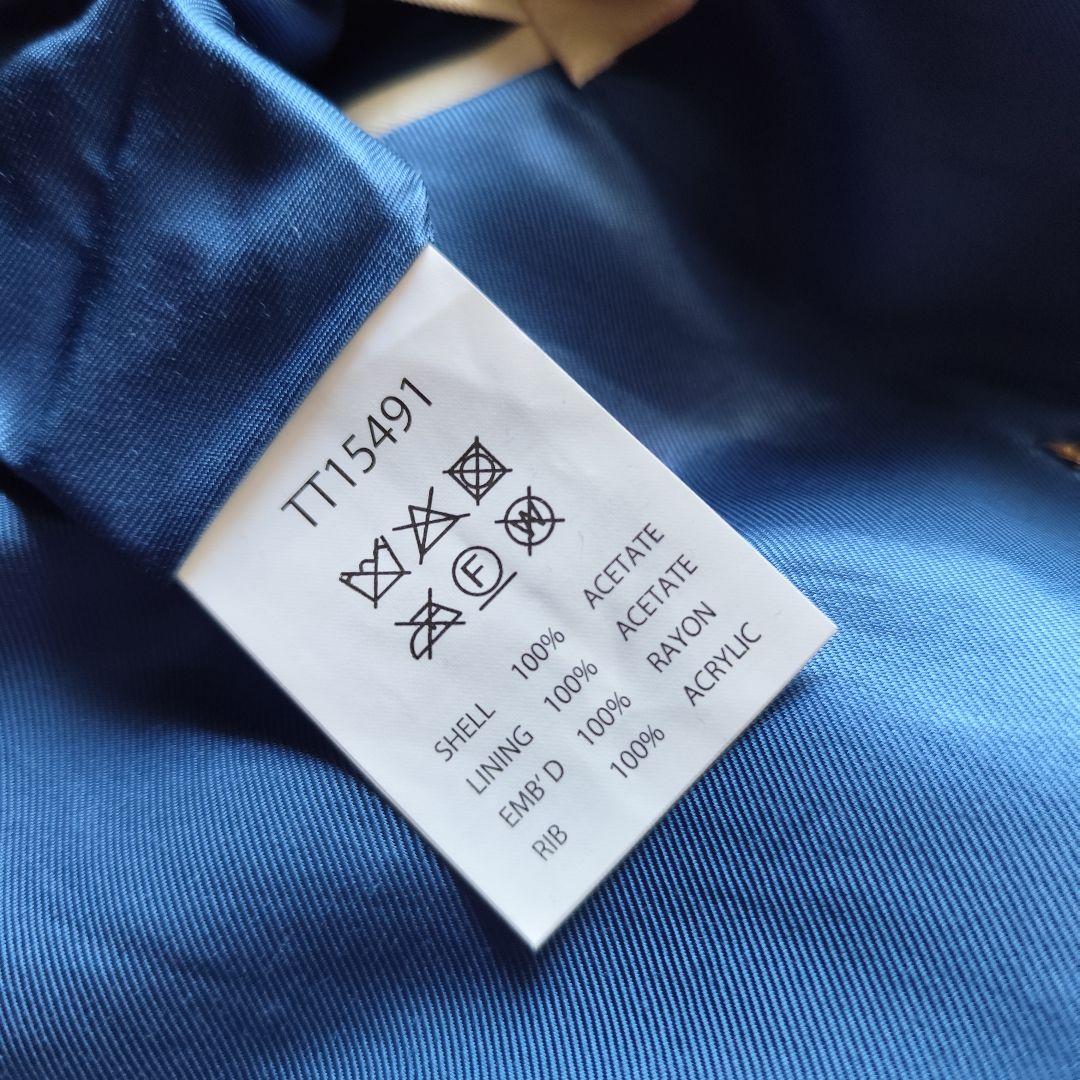 TT15491
F
W
SHELL 100% ACETATE
LINING 100% ACETATE
EMB'D 100% RAYON
RIB 100% ACRYLIC